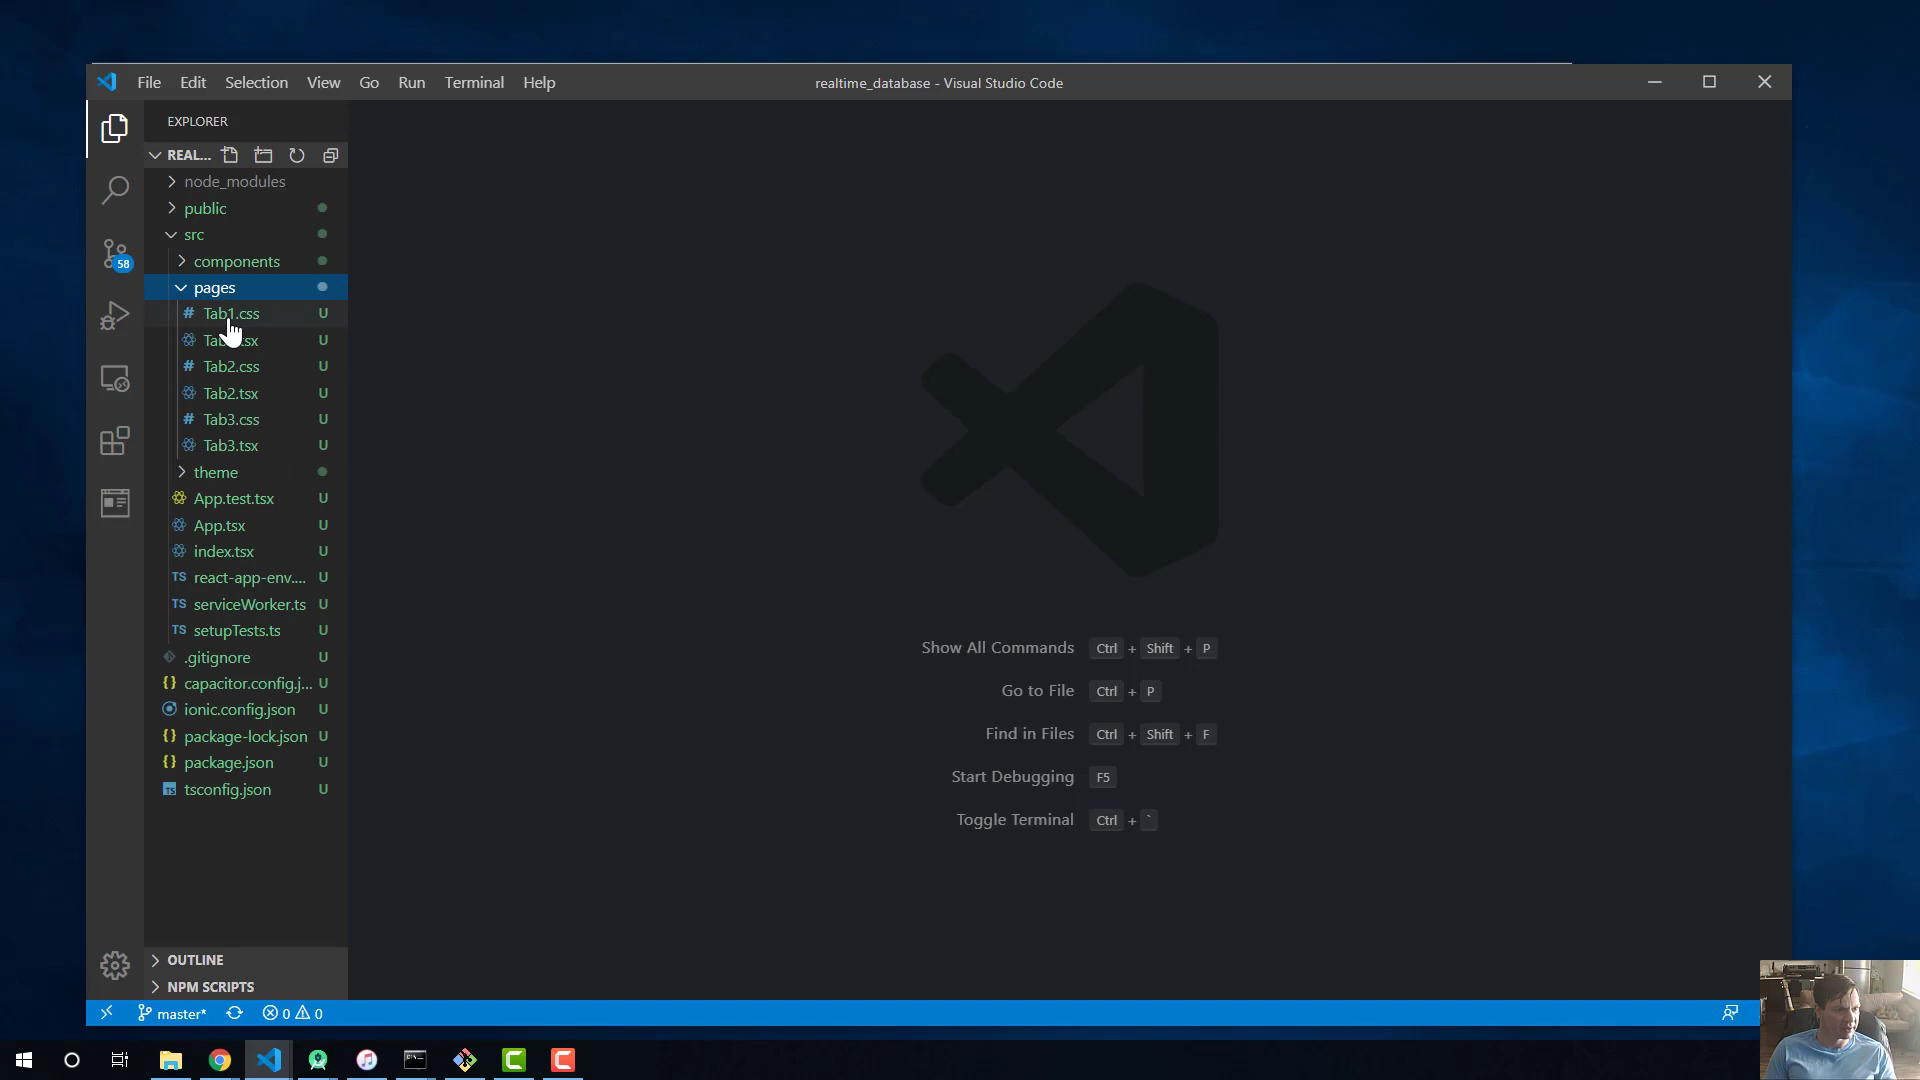 File Edit Selection View Go Run Terminal Help
realtime_database - Visual Studio Code
EXPLORER
REAL...
node_modules
public
src
components
pages
# Tab1.css U
.tsx U
# Tab2.css U
Tab2.tsx U
# Tab3.css U
Tab3.tsx U
theme
App.test.tsx U
App.tsx U
index.tsx U
TS react-app-env.... U
TS serviceWorker.ts U
TS setupTests.ts U
.gitignore U
{} capacitor.config.j... U
ionic.config.json U
{} package-lock.json U
{} package.json U
TS tsconfig.json U
OUTLINE
NPM SCRIPTS
58
Show All Commands Ctrl + Shift + P
Go to File Ctrl + P
Find in Files Ctrl + Shift + F
Start Debugging F5
Toggle Terminal Ctrl + `
master* 0 0